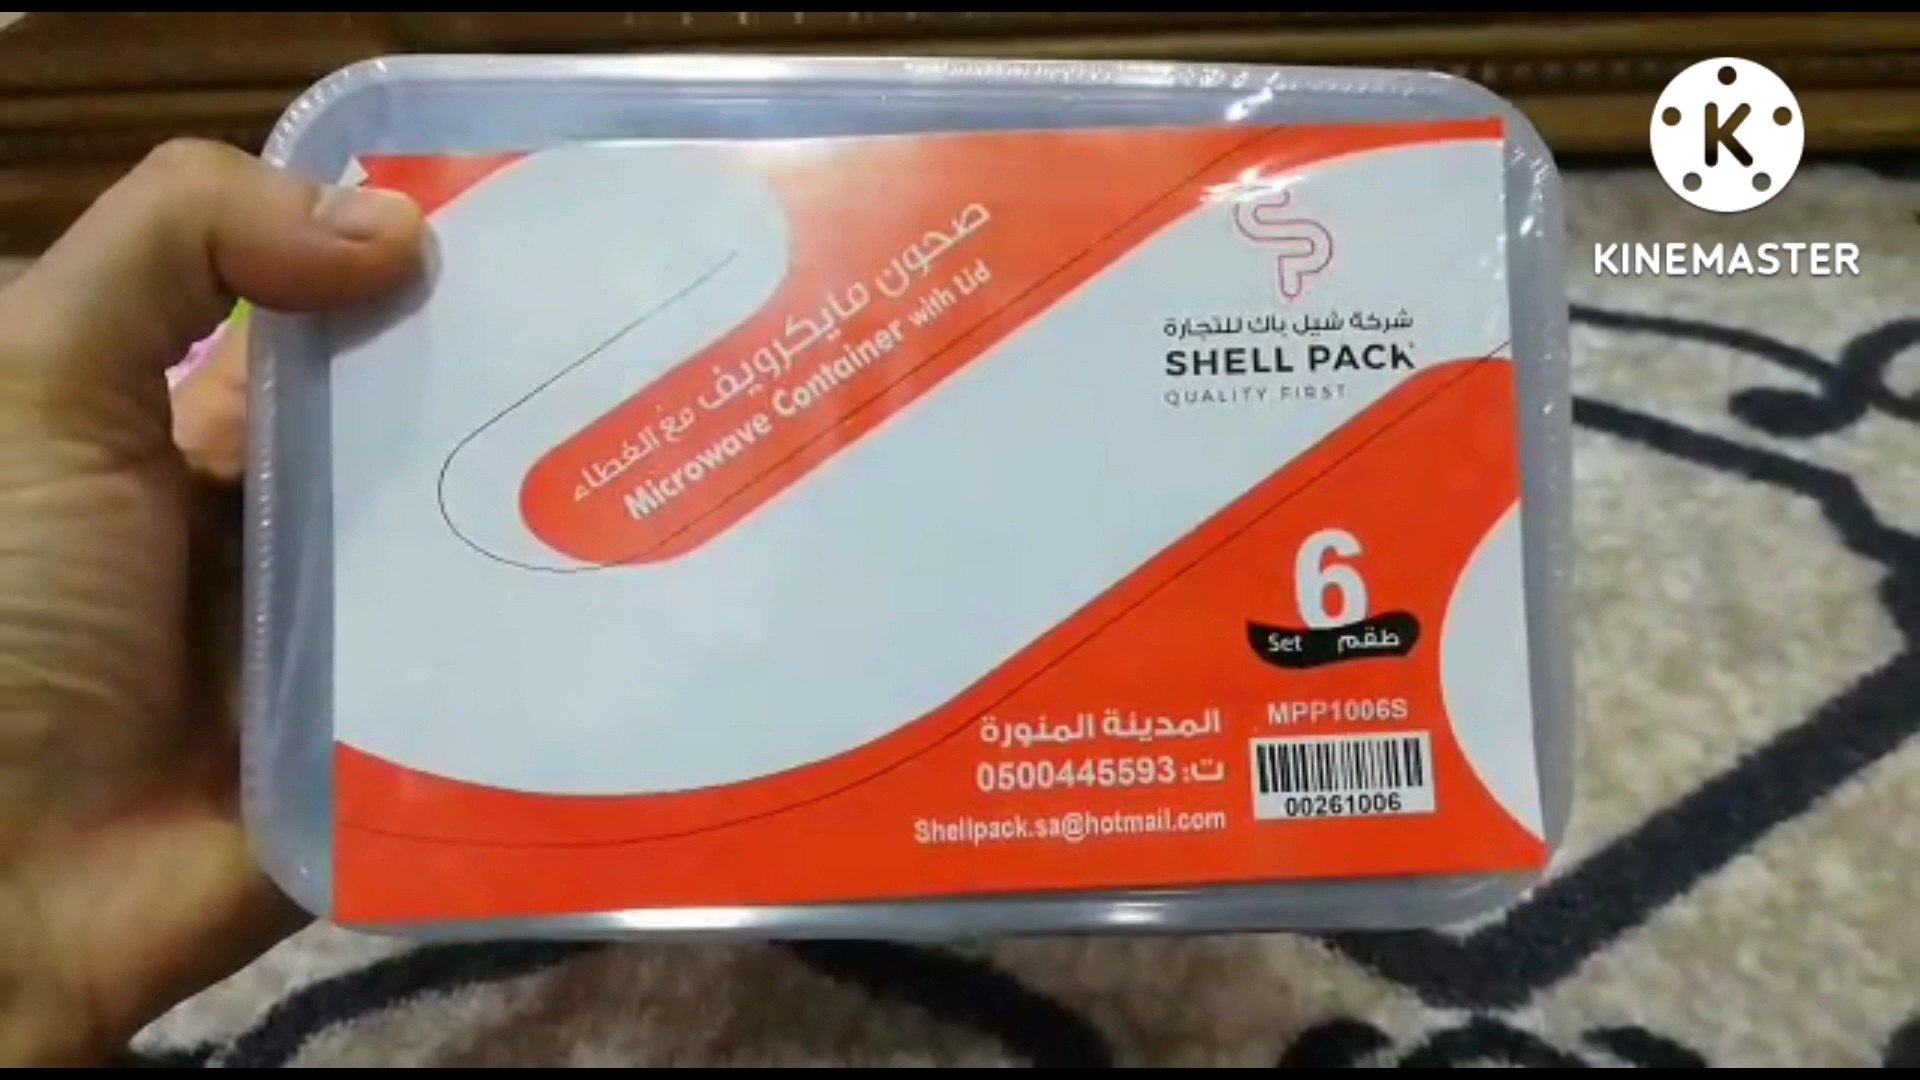 صحون مايكرويف مع الغطاء
Microwave Container with Lid
شركة شيل باك للتجارة
SHELL PACK
QUALITY FIRST
6
Set طقم
المدينة المنورة
ت: 0500445593
Shellpack.sa@hotmail.com
MPP1006S
00261006
K
KINEMASTER